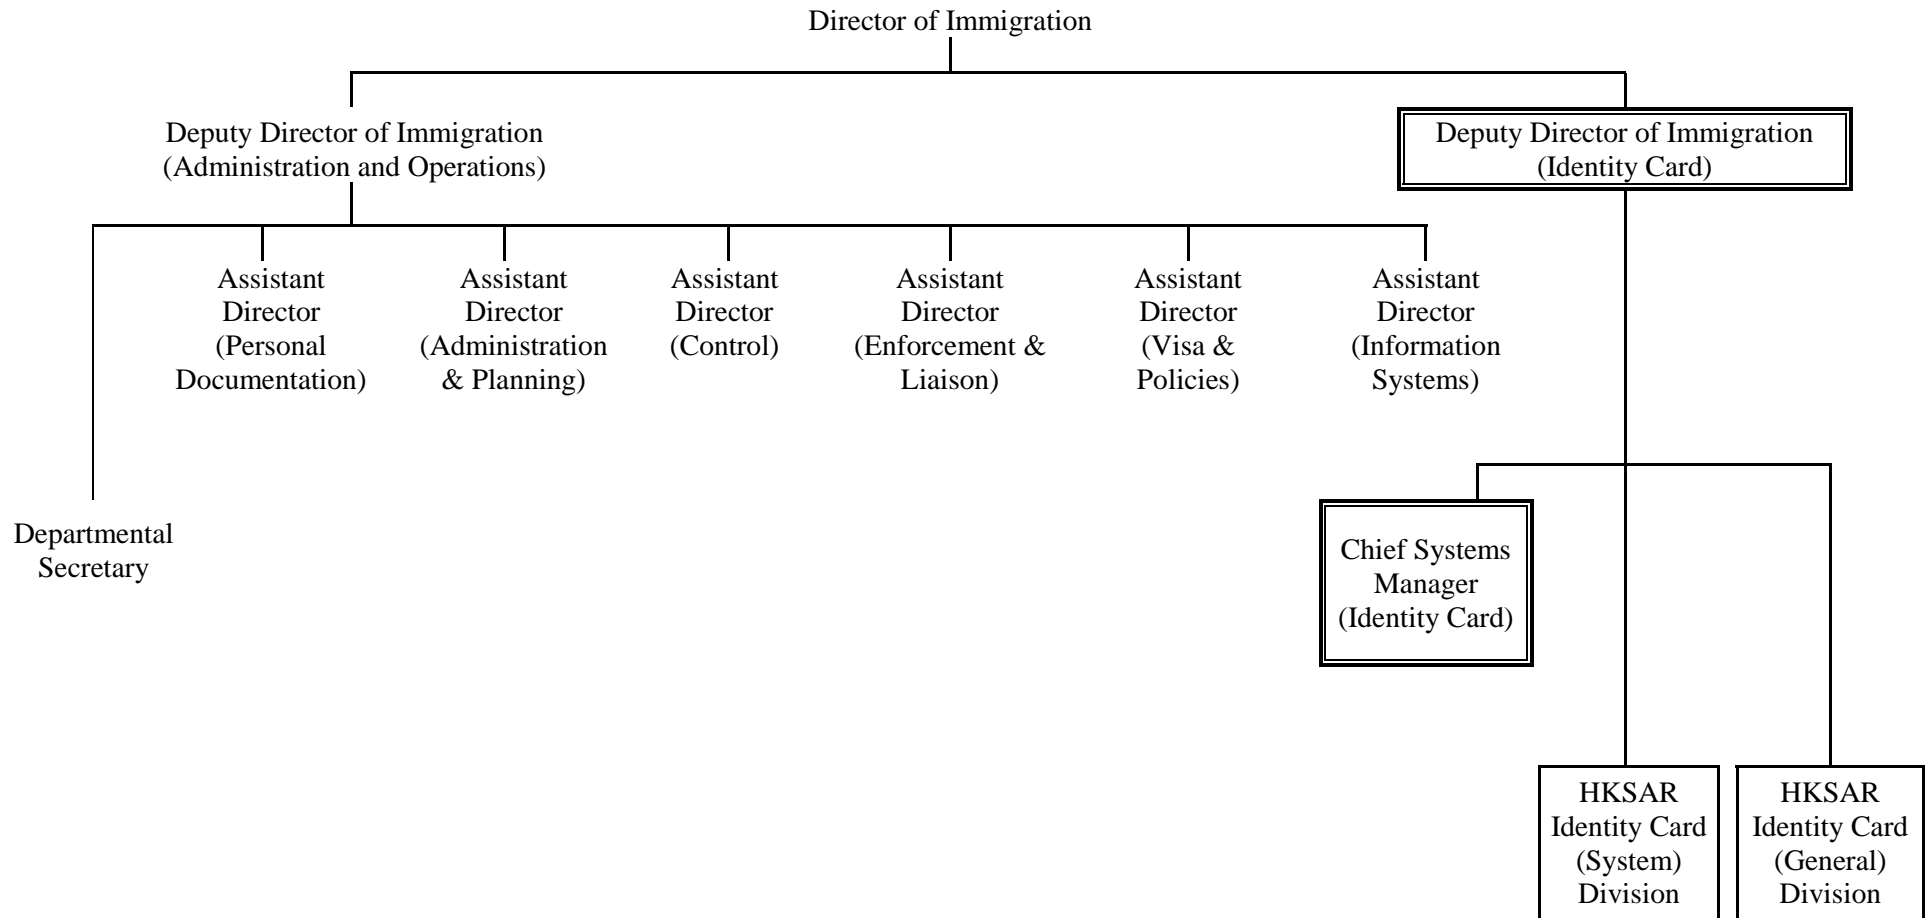 Director of Immigration
Deputy Director of Immigration
(Administration and Operations)
Deputy Director of Immigration
(Identity Card)
Assistant
Director
(Personal
Documentation)
Assistant
Director
(Administration
& Planning)
Assistant
Director
(Control)
Assistant
Director
(Enforcement &
Liaison)
Assistant
Director
(Visa &
Policies)
Assistant
Director
(Information
Systems)
Departmental
Secretary
Chief Systems
Manager
(Identity Card)
HKSAR
Identity Card
(System)
Division
HKSAR
Identity Card
(General)
Division